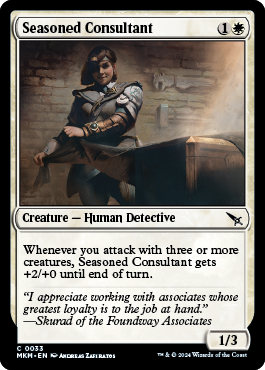 Seasoned Consultant 1
Creature — Human Detective
Whenever you attack with three or more
creatures, Seasoned Consultant gets
+2/+0 until end of turn.
"I appreciate working with associates whose
greatest loyalty is to the job at hand."
—Skurad of the Foundway Associates
1/3
C 0033
MKM • EN Andreas Zafiratos
™ & © 2024 Wizards of the Coast